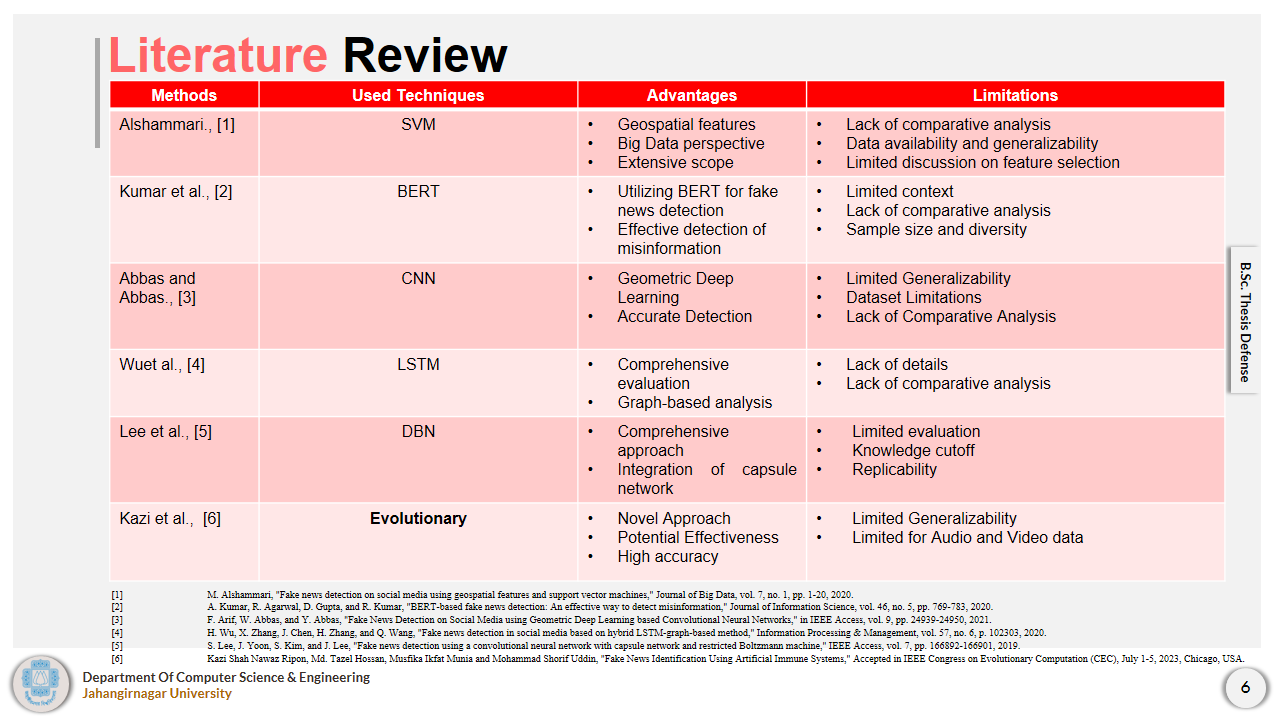 Literature Review
Methods Used Techniques Advantages Limitations
Alshammari., [1] SVM • Geospatial features • Lack of comparative analysis
• Big Data perspective • Data availability and generalizability
• Extensive scope • Limited discussion on feature selection
Kumar et al., [2] BERT • Utilizing BERT for fake • Limited context
news detection • Lack of comparative analysis
• Effective detection of • Sample size and diversity
misinformation
Abbas and CNN • Geometric Deep • Limited Generalizability
Abbas., [3] Learning • Dataset Limitations
• Accurate Detection • Lack of Comparative Analysis
Wuet al., [4] LSTM • Comprehensive • Lack of details
evaluation • Lack of comparative analysis
• Graph-based analysis
Lee et al., [5] DBN • Comprehensive • Limited evaluation
approach • Knowledge cutoff
• Integration of capsule • Replicability
network
Kazi et al., [6] Evolutionary • Novel Approach • Limited Generalizability
• Potential Effectiveness • Limited for Audio and Video data
• High accuracy
B.Sc. Thesis Defense
[1] M. Alshammari, "Fake news detection on social media using geospatial features and support vector machines," Journal of Big Data, vol. 7, no. 1, pp. 1-20, 2020.
[2] A. Kumar, R. Agarwal, D. Gupta, and R. Kumar, "BERT-based fake news detection: An effective way to detect misinformation," Journal of Information Science, vol. 46, no. 5, pp. 769-783, 2020.
[3] F. Arif, W. Abbas, and Y. Abbas, "Fake News Detection on Social Media using Geometric Deep Learning based Convolutional Neural Networks," in IEEE Access, vol. 9, pp. 24939-24950, 2021.
[4] H. Wu, X. Zhang, J. Chen, H. Zhang, and Q. Wang, "Fake news detection in social media based on hybrid LSTM-graph-based method," Information Processing & Management, vol. 57, no. 6, p. 102303, 2020.
[5] S. Lee, J. Yoon, S. Kim, and J. Lee, "Fake news detection using a convolutional neural network with capsule network and restricted Boltzmann machine," IEEE Access, vol. 7, pp. 166892-166901, 2019.
[6] Kazi Shah Nawaz Ripon, Md. Tazel Hossan, Musfika Ikfat Munia and Mohammad Shorif Uddin, "Fake News Identification Using Artificial Immune Systems," Accepted in IEEE Congress on Evolutionary Computation (CEC), July 1-5, 2023, Chicago, USA.
Department Of Computer Science & Engineering
Jahangirnagar University
6